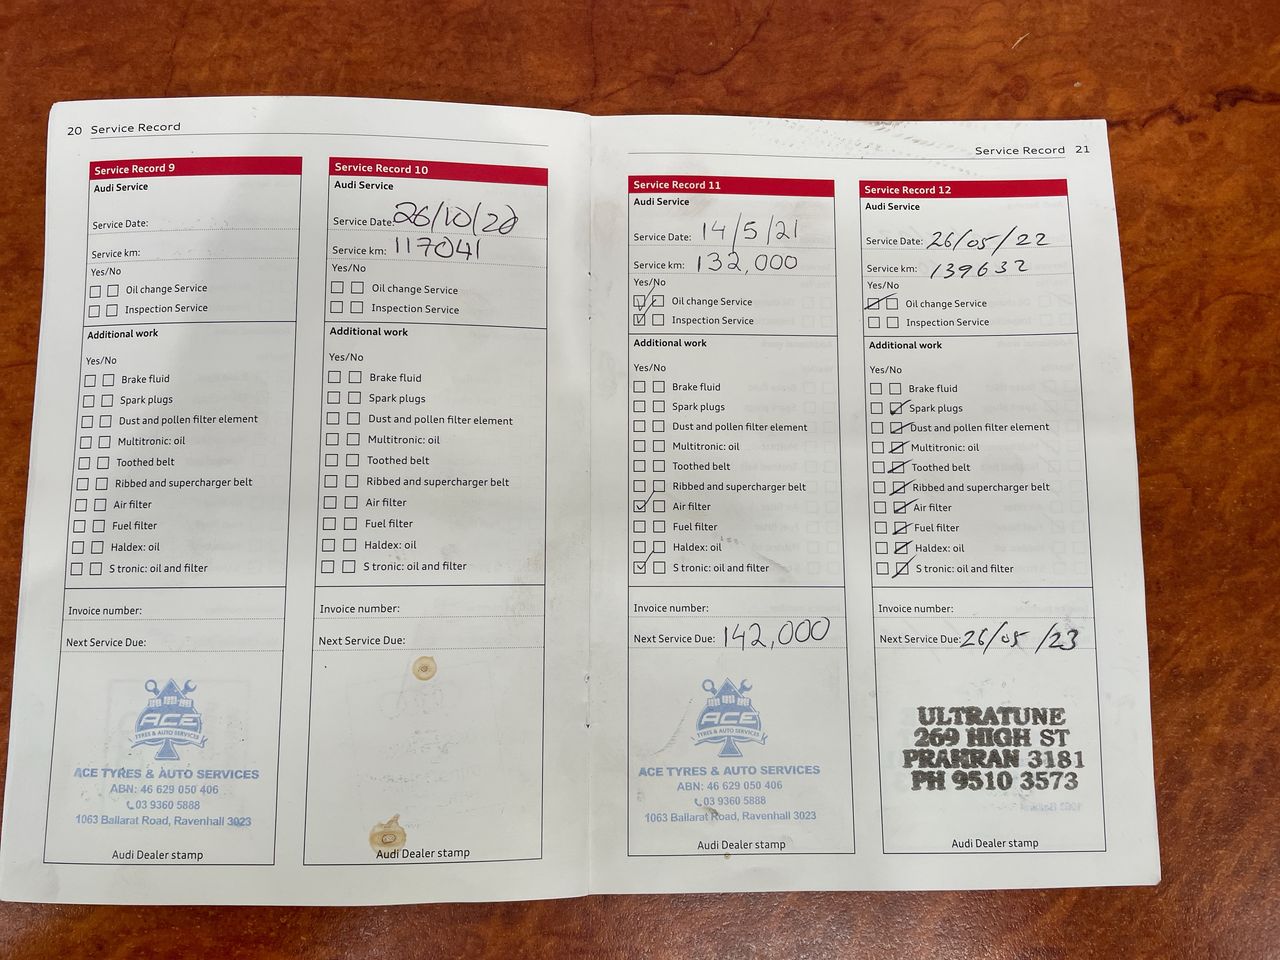 20 Service Record
Service Record 9
Audi Service
Service Date:
Service km:
Yes/No
Oil change Service
Inspection Service
Additional work
Yes/No
Brake fluid
Spark plugs
Dust and pollen filter element
Multitronic: oil
Toothed belt
Ribbed and supercharger belt
Air filter
Fuel filter
Haldex: oil
S tronic: oil and filter
Invoice number:
Next Service Due:
ACE
TYRES & AUTO SERVICES
ACE TYRES & AUTO SERVICES
ABN: 46 629 050 406
03 9360 5888
1063 Ballarat Road, Ravenhall 3023
Audi Dealer stamp
Service Record 10
Audi Service
Service Date: 26/10/20
Service km: 117041
Yes/No
Oil change Service
Inspection Service
Additional work
Yes/No
Brake fluid
Spark plugs
Dust and pollen filter element
Multitronic: oil
Toothed belt
Ribbed and supercharger belt
Air filter
Fuel filter
Haldex: oil
S tronic: oil and filter
Invoice number:
Next Service Due:
Audi Dealer stamp
Service Record 21
Service Record 11
Audi Service
Service Date: 14/5/21
Service km: 132,000
Yes/No
Oil change Service
Inspection Service
Additional work
Yes/No
Brake fluid
Spark plugs
Dust and pollen filter element
Multitronic: oil
Toothed belt
Ribbed and supercharger belt
Air filter
Fuel filter
Haldex: oil
S tronic: oil and filter
Invoice number:
Next Service Due: 142,000
ACE
TYRES & AUTO SERVICES
ACE TYRES & AUTO SERVICES
ABN: 46 629 050 406
03 9360 5888
1063 Ballarat Road, Ravenhall 3023
Audi Dealer stamp
Service Record 12
Audi Service
Service Date: 26/05/22
Service km: 139632
Yes/No
Oil change Service
Inspection Service
Additional work
Yes/No
Brake fluid
Spark plugs
Dust and pollen filter element
Multitronic: oil
Toothed belt
Ribbed and supercharger belt
Air filter
Fuel filter
Haldex: oil
S tronic: oil and filter
Invoice number:
Next Service Due: 26/05/23
ULTRATUNE
269 HIGH ST
PRAHRAN 3181
PH 9510 3573
Audi Dealer stamp